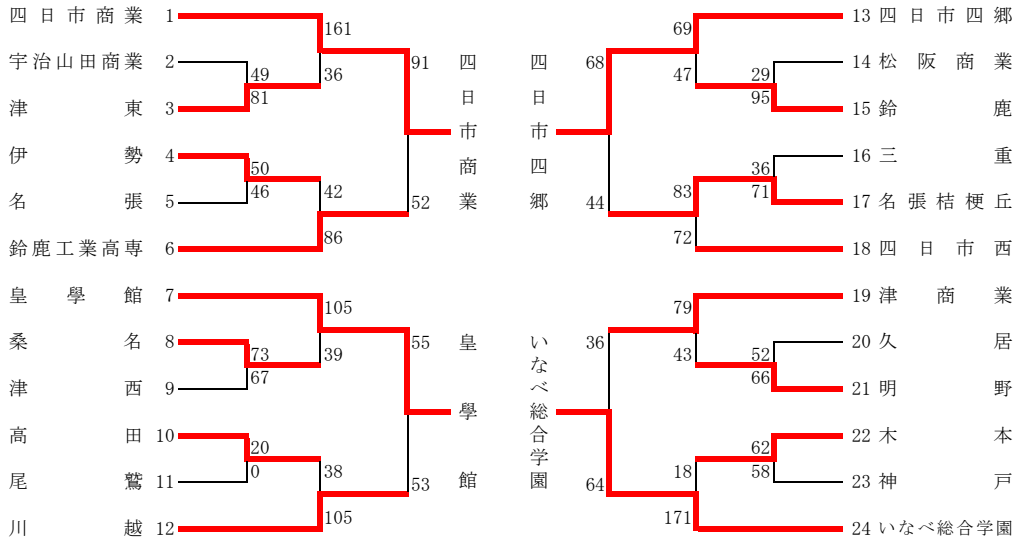 四日市商業 1
宇治山田商業 2
津東 3
伊勢 4
名張 5
鈴鹿工業高専 6
皇學館 7
桑名 8
津西 9
高田 10
尾鷲 11
川越 12
161
36
49
81
50
46
42
86
91
52
四日市商業
105
39
73
67
20
0
38
105
55
53
皇學館
四日市四郷
68
44
69
47
29
95
36
71
83
72
いなべ総合学園
36
64
79
43
52
66
62
58
18
171
13 四日市四郷
14 松阪商業
15 鈴鹿
16 三重
17 名張桔梗丘
18 四日市西
19 津商業
20 久居
21 明野
22 木本
23 神戸
24 いなべ総合学園